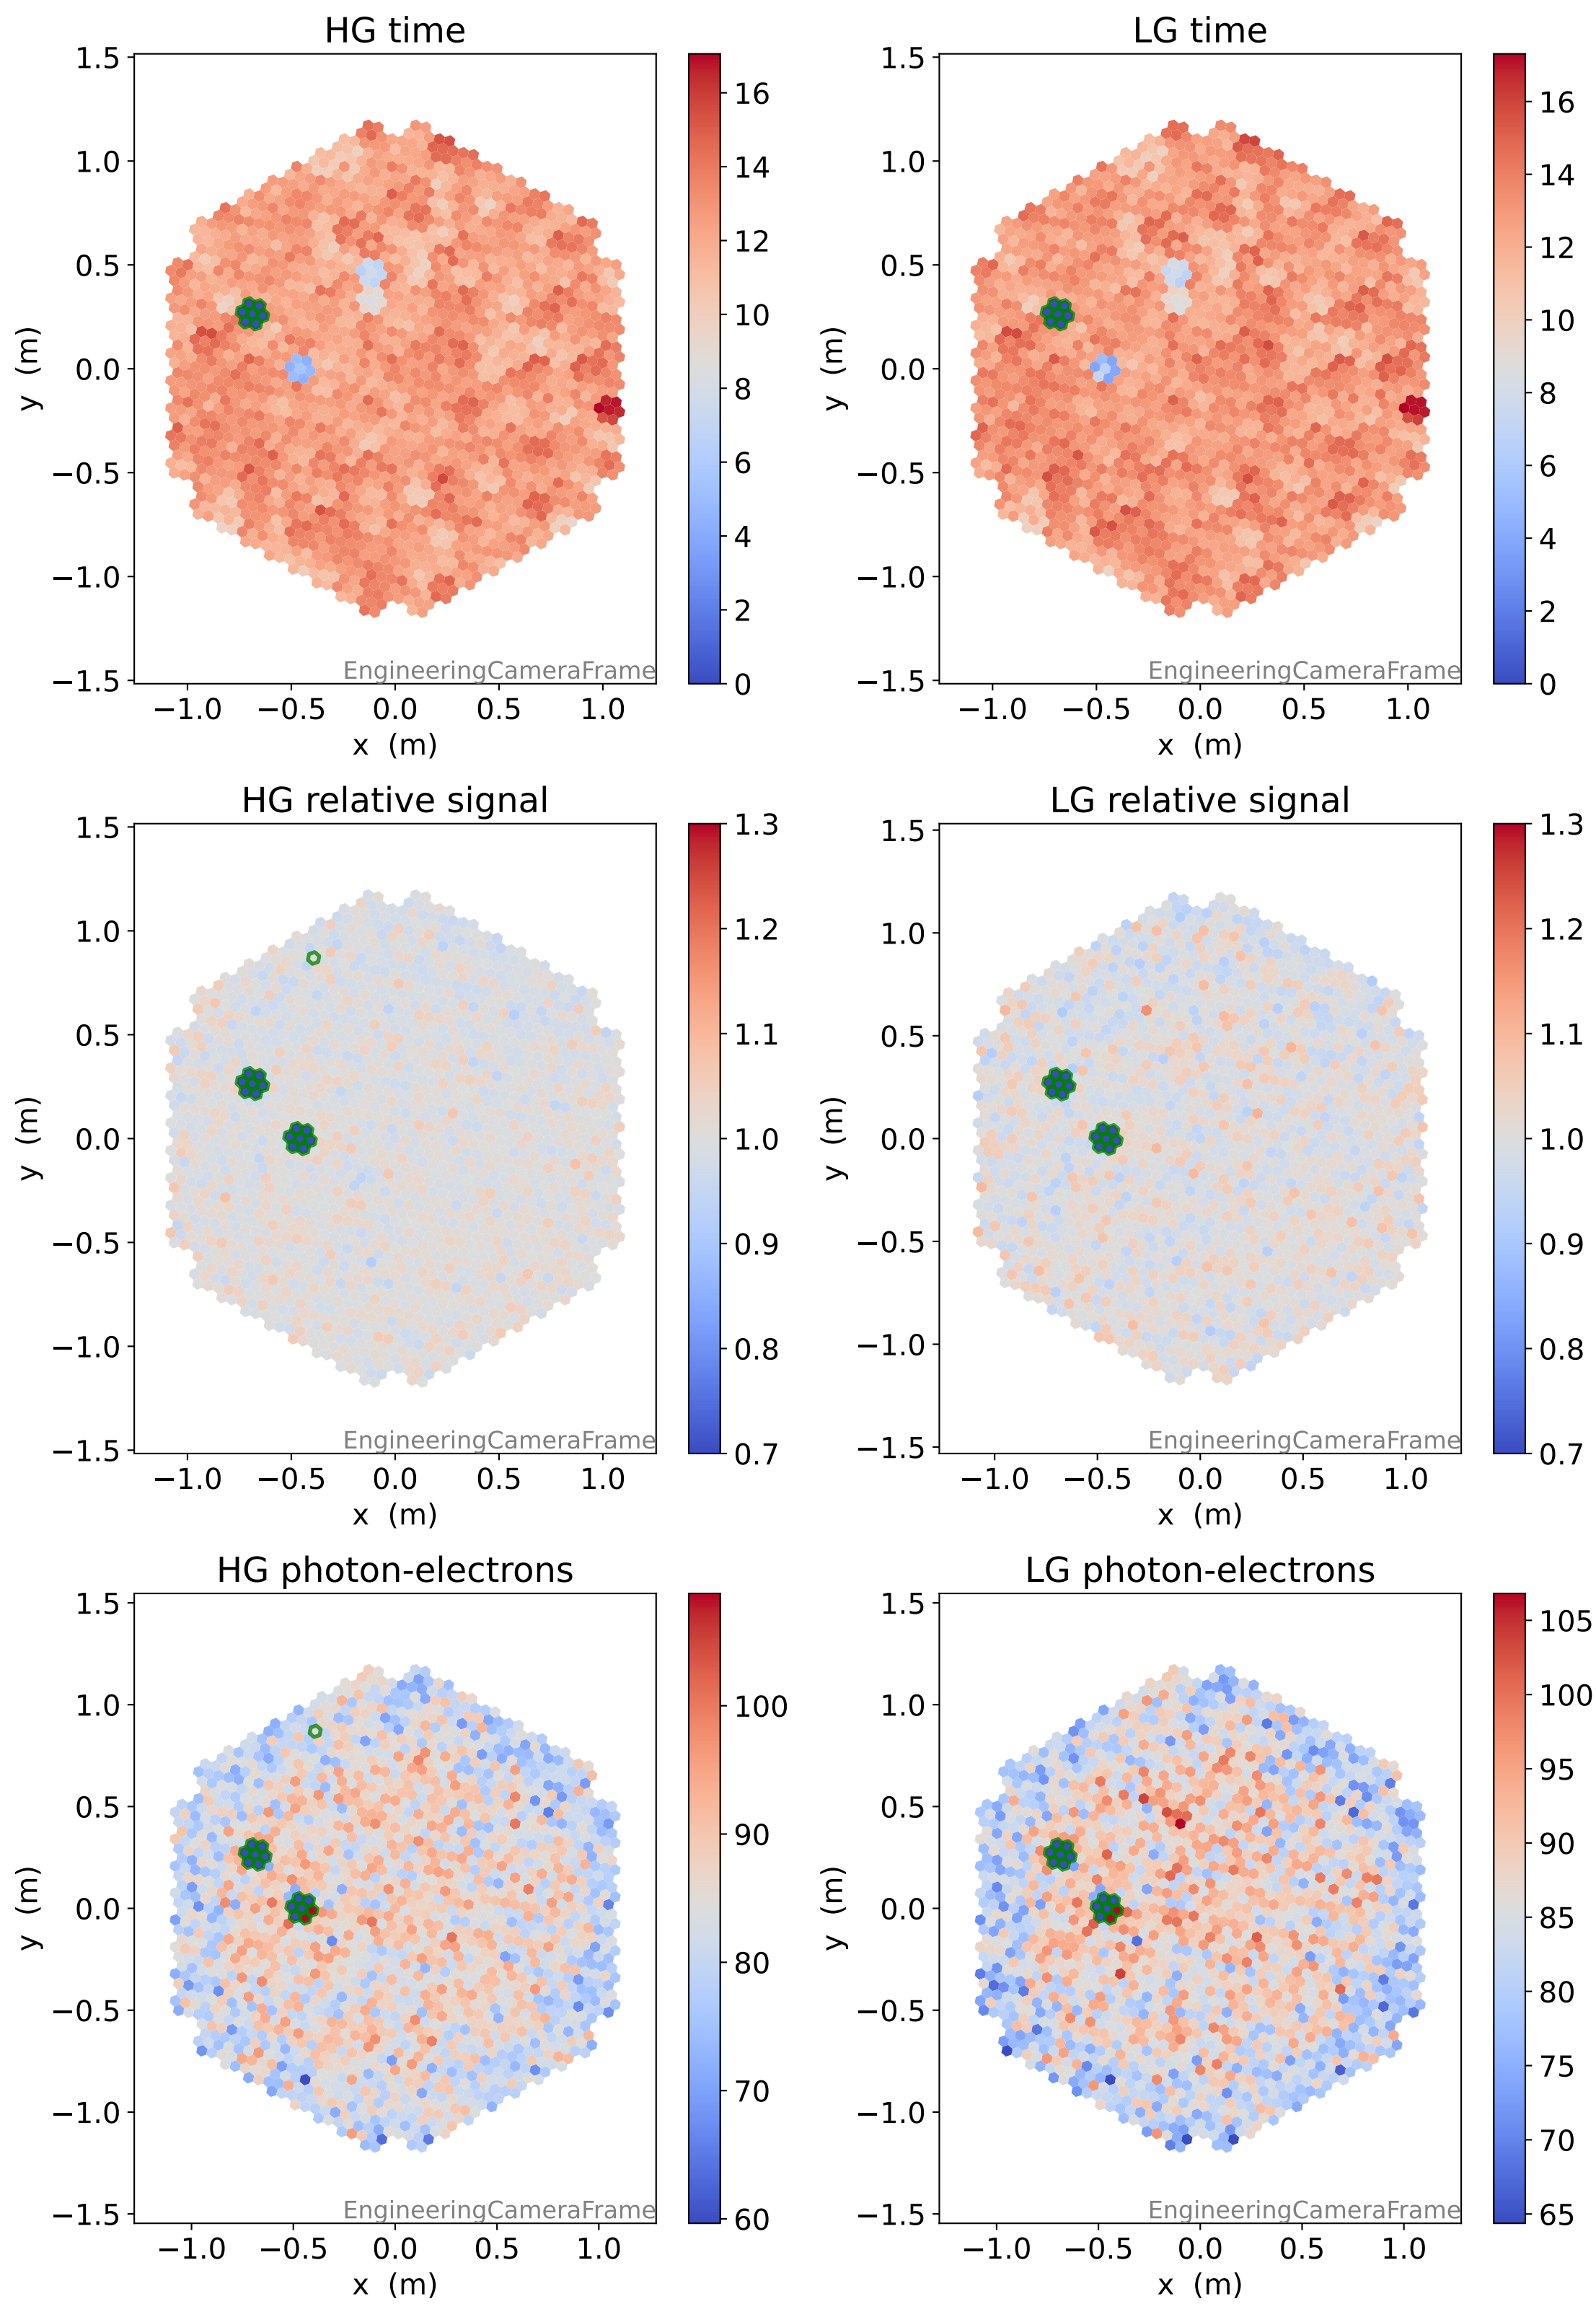 HG time
1.5
1.0
0.5
0.0
−0.5
−1.0
−1.5
y (m)
−1.0 −0.5 0.0 0.5 1.0
x (m)
EngineeringCameraFrame
16
14
12
10
8
6
4
2
0
LG time
1.5
1.0
0.5
0.0
−0.5
−1.0
−1.5
y (m)
−1.0 −0.5 0.0 0.5 1.0
x (m)
EngineeringCameraFrame
16
14
12
10
8
6
4
2
0
HG relative signal
1.5
1.0
0.5
0.0
−0.5
−1.0
−1.5
y (m)
−1.0 −0.5 0.0 0.5 1.0
x (m)
EngineeringCameraFrame
1.3
1.2
1.1
1.0
0.9
0.8
0.7
LG relative signal
1.5
1.0
0.5
0.0
−0.5
−1.0
−1.5
y (m)
−1.0 −0.5 0.0 0.5 1.0
x (m)
EngineeringCameraFrame
1.3
1.2
1.1
1.0
0.9
0.8
0.7
HG photon-electrons
1.5
1.0
0.5
0.0
−0.5
−1.0
−1.5
y (m)
−1.0 −0.5 0.0 0.5 1.0
x (m)
EngineeringCameraFrame
100
90
80
70
60
LG photon-electrons
1.5
1.0
0.5
0.0
−0.5
−1.0
−1.5
y (m)
−1.0 −0.5 0.0 0.5 1.0
x (m)
EngineeringCameraFrame
105
100
95
90
85
80
75
70
65